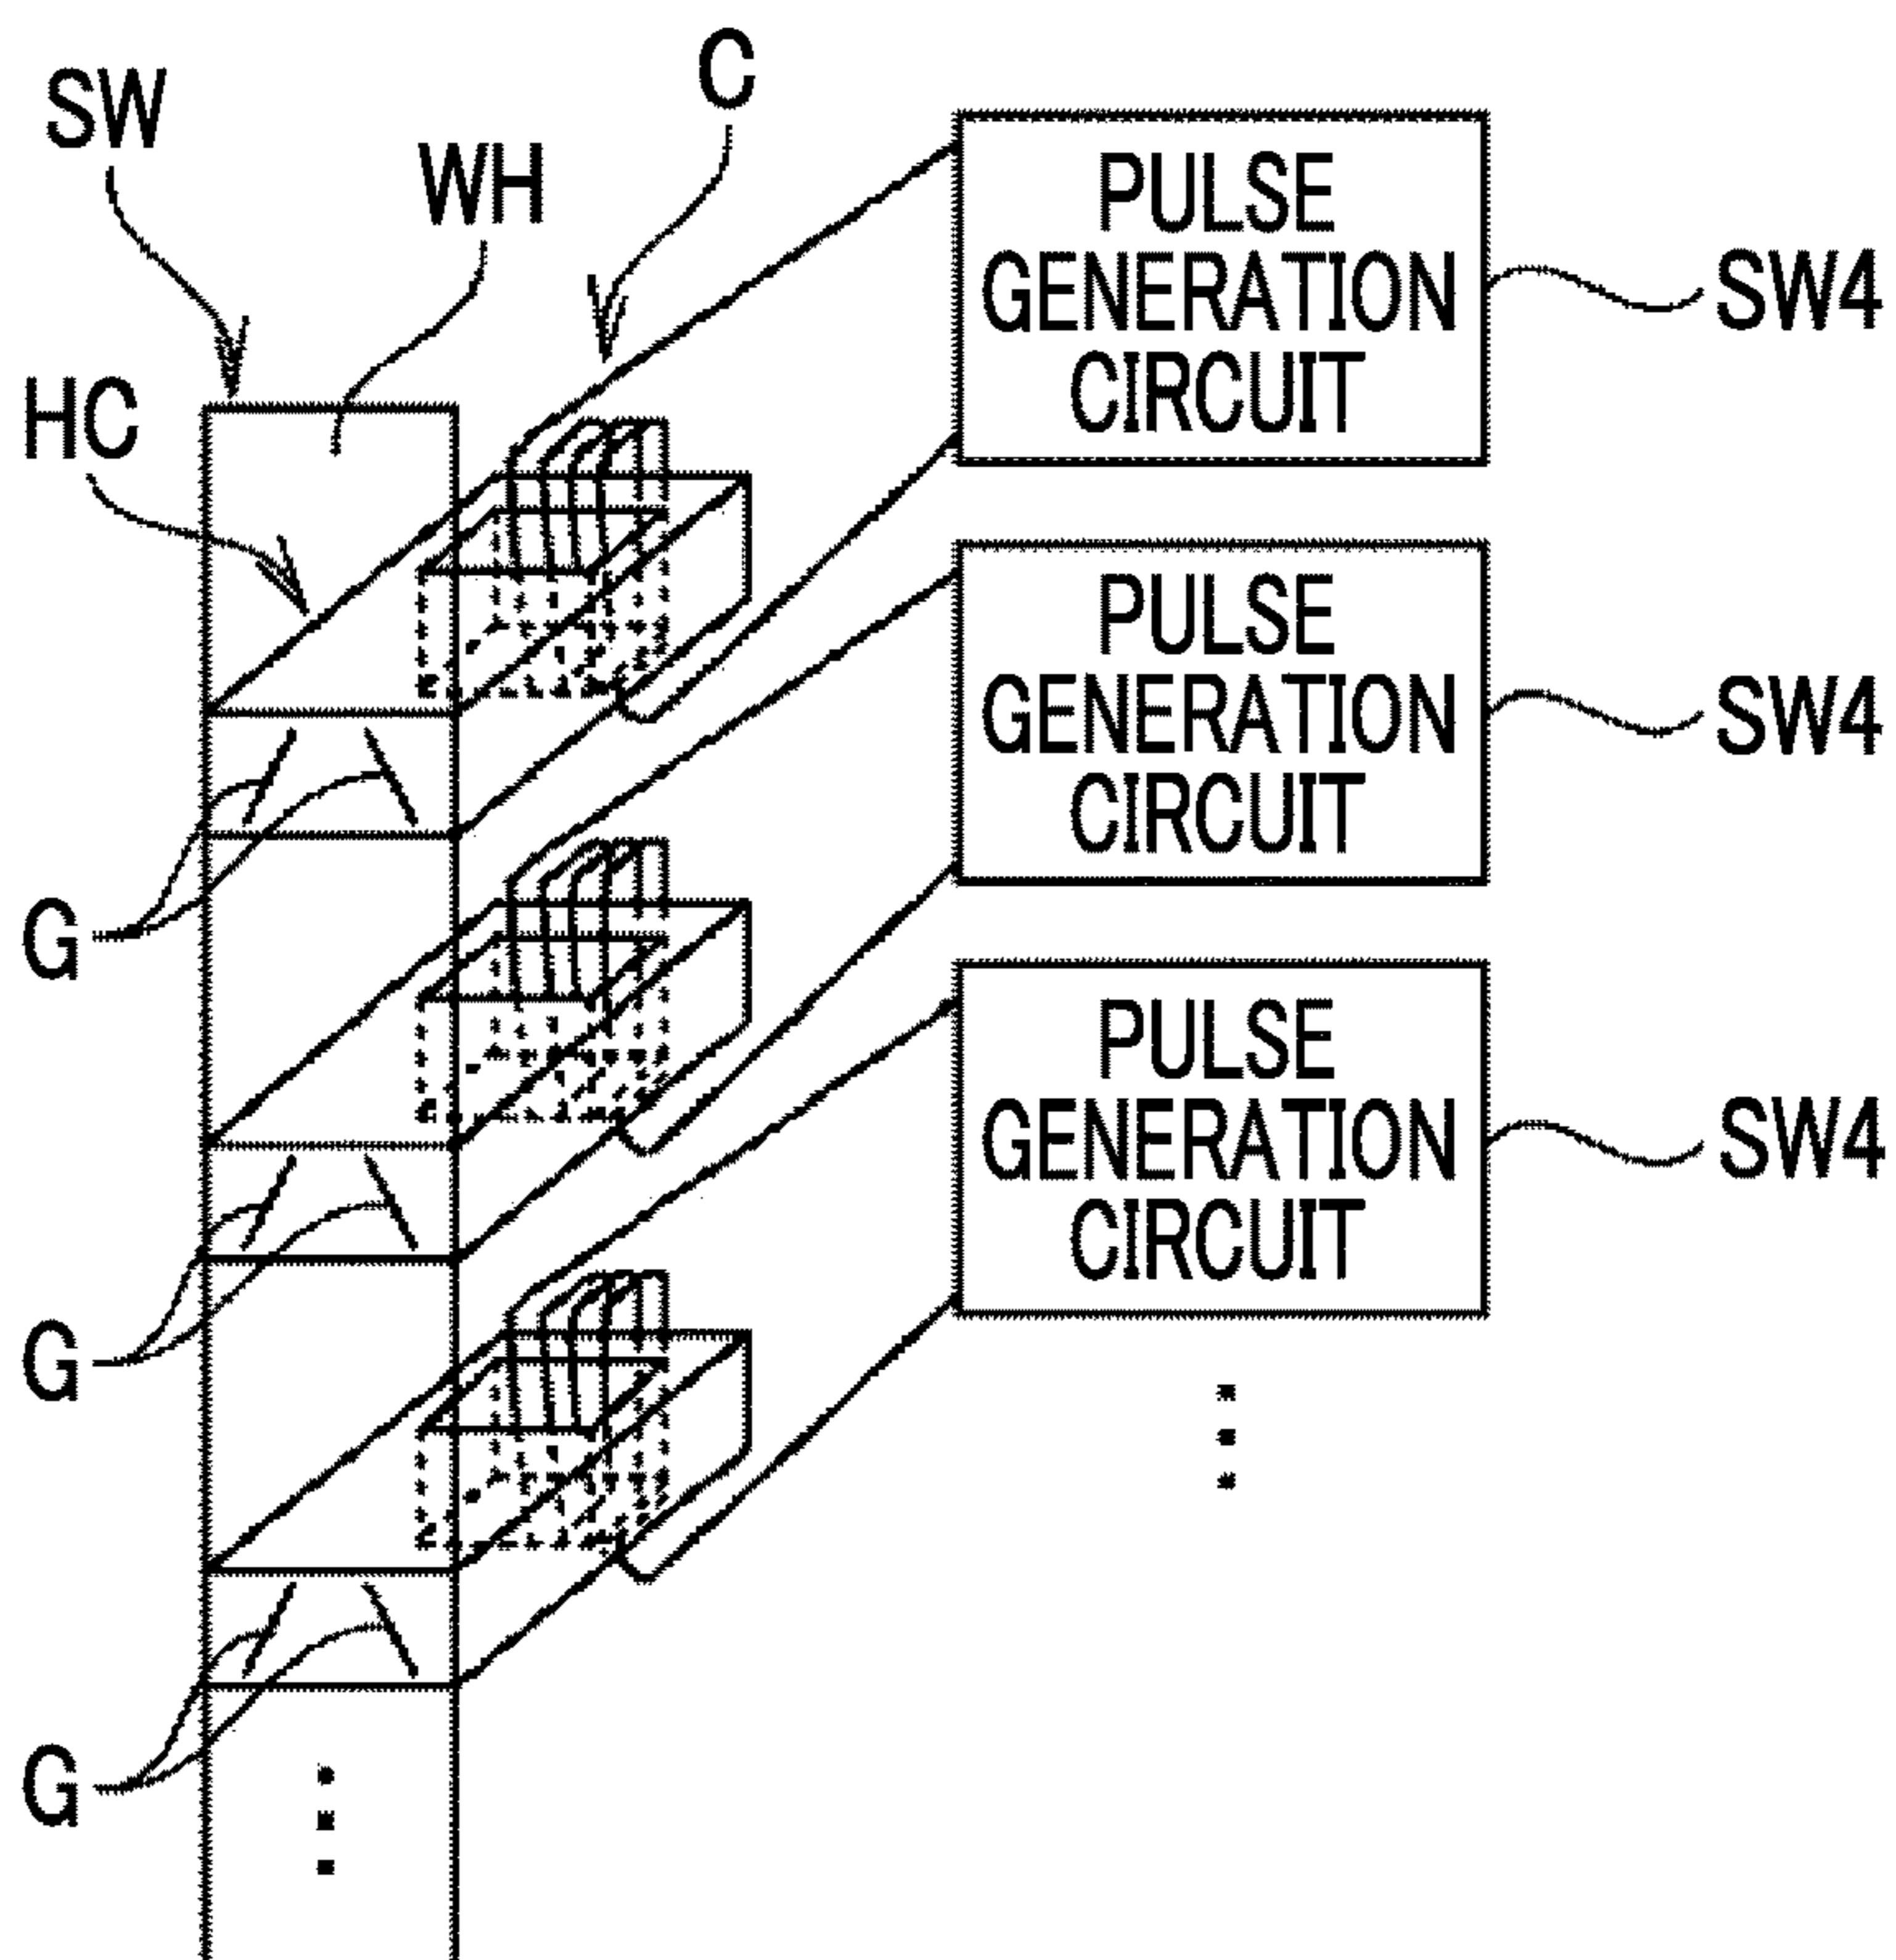 C
SW
WH
HC
PULSE
GENERATION
CIRCUIT
SW4
G
PULSE
GENERATION
CIRCUIT
SW4
G
PULSE
GENERATION
CIRCUIT
SW4
G